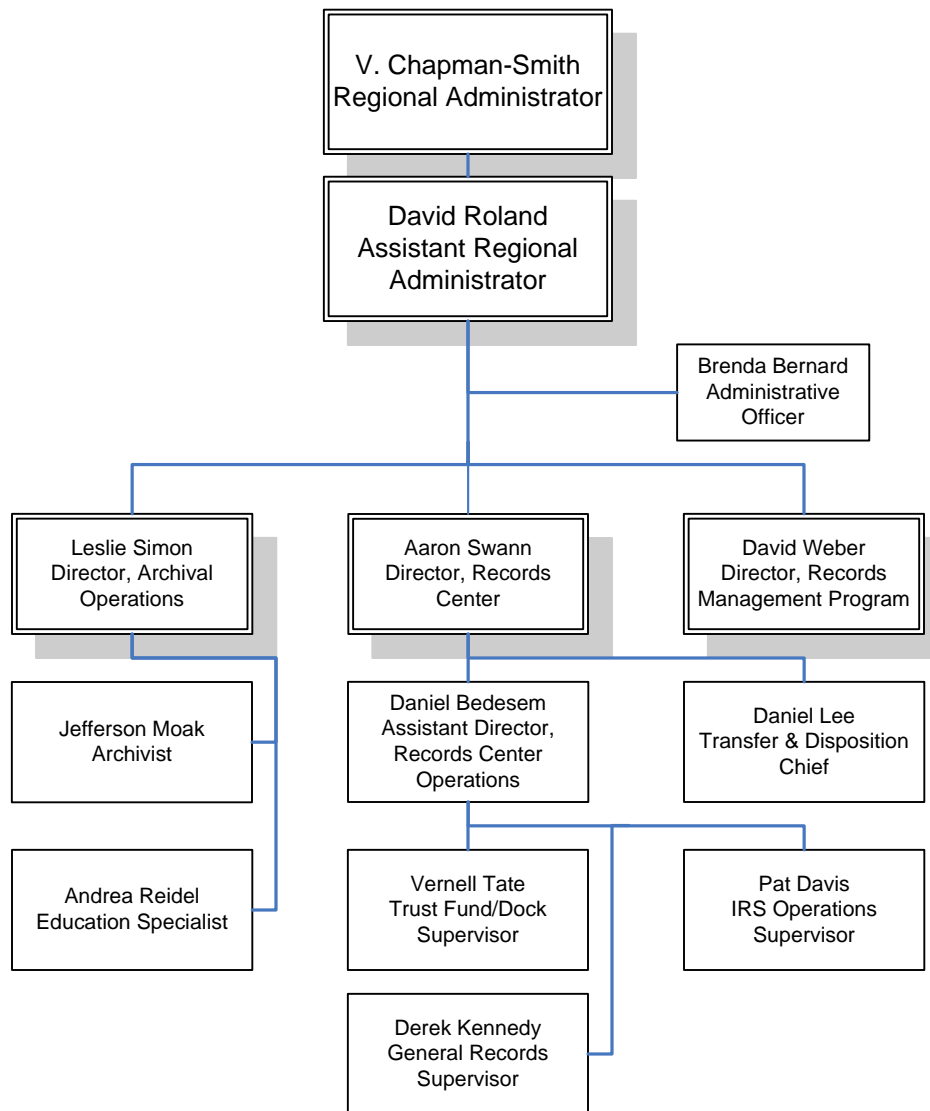 V. Chapman-Smith
Regional Administrator
David Roland
Assistant Regional
Administrator
Brenda Bernard
Administrative
Officer
Leslie Simon
Director, Archival
Operations
Aaron Swann
Director, Records
Center
David Weber
Director, Records
Management Program
Jefferson Moak
Archivist
Daniel Bedesem
Assistant Director,
Records Center
Operations
Daniel Lee
Transfer & Disposition
Chief
Andrea Reidel
Education Specialist
Vernell Tate
Trust Fund/Dock
Supervisor
Pat Davis
IRS Operations
Supervisor
Derek Kennedy
General Records
Supervisor